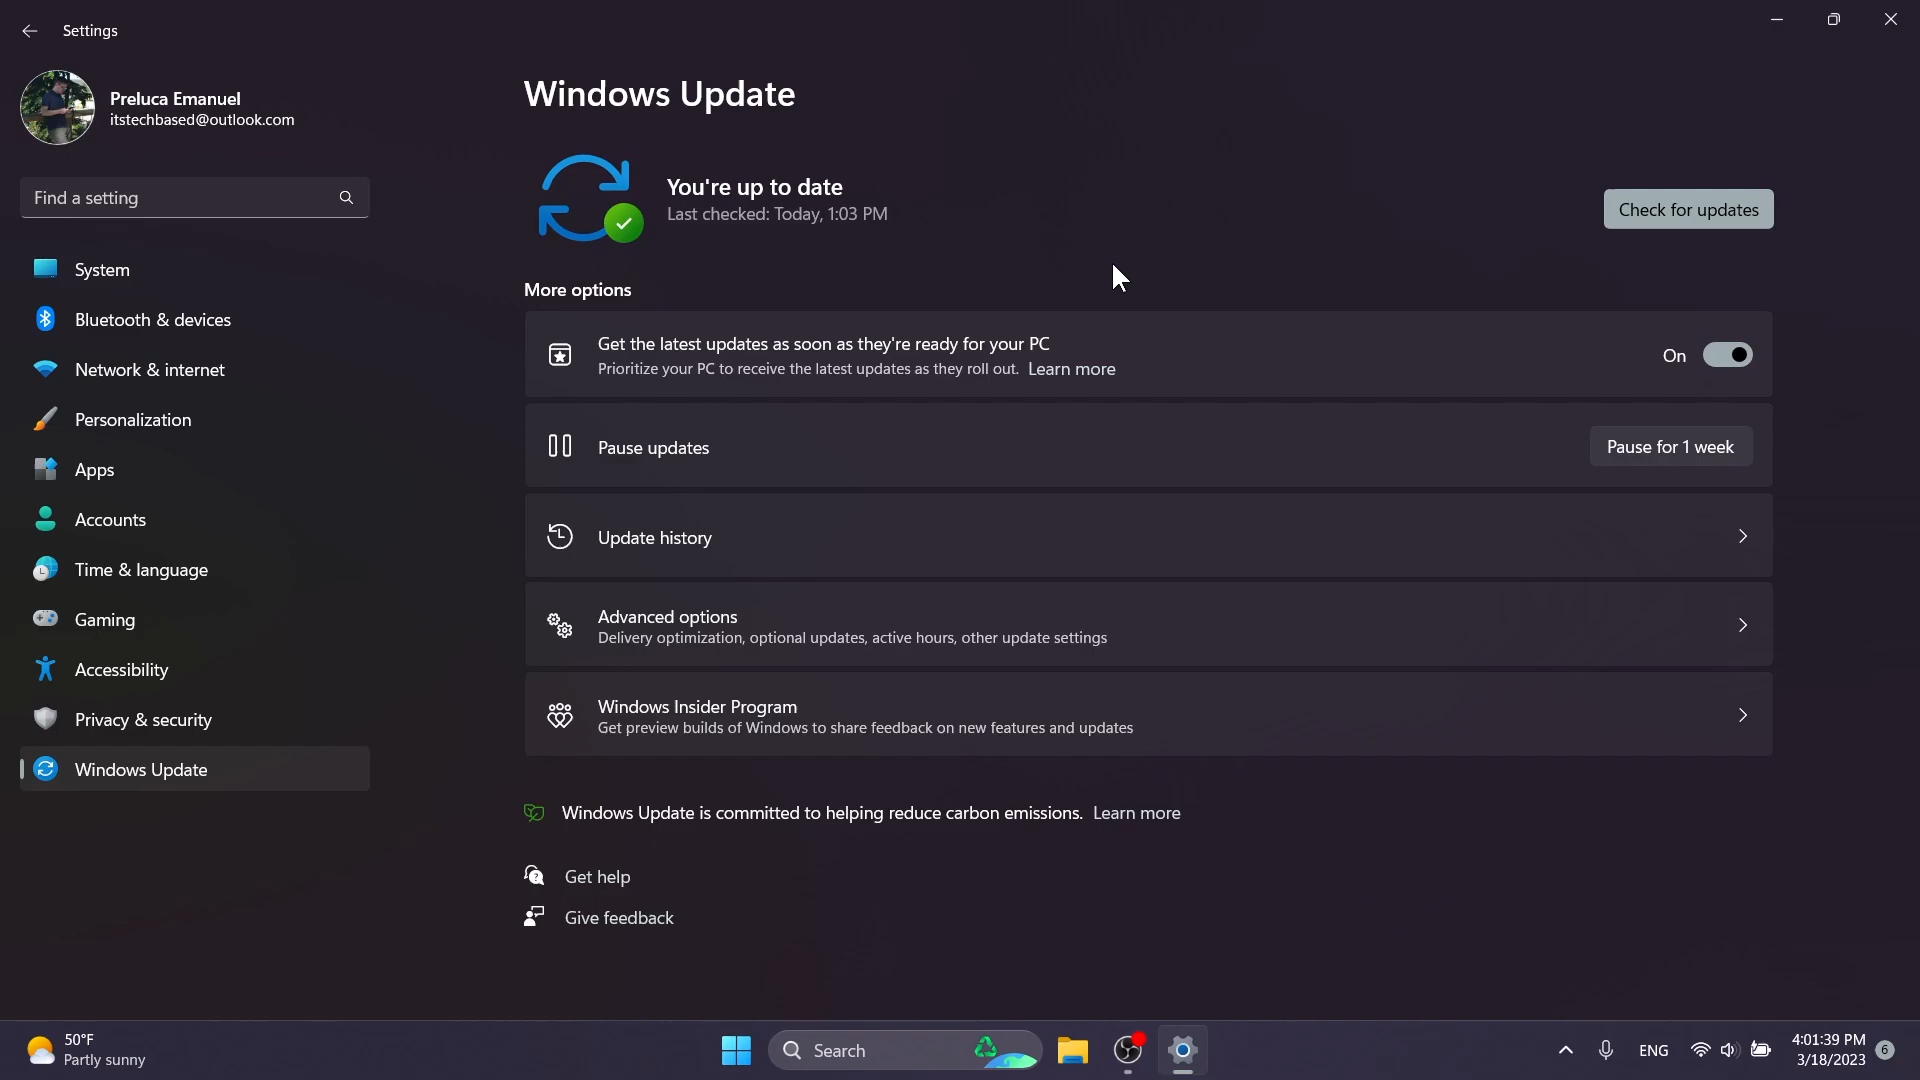 Settings
Preluca Emanuel
itstechbased@outlook.com
Find a setting
System
Bluetooth & devices
Network & internet
Personalization
Apps
Accounts
Time & language
Gaming
Accessibility
Privacy & security
Windows Update
Windows Update
You're up to date
Last checked: Today, 1:03 PM
Check for updates
More options
Get the latest updates as soon as they're ready for your PC
Prioritize your PC to receive the latest updates as they roll out. Learn more
On
Pause updates
Pause for 1 week
Update history
Advanced options
Delivery optimization, optional updates, active hours, other update settings
Windows Insider Program
Get preview builds of Windows to share feedback on new features and updates
Windows Update is committed to helping reduce carbon emissions. Learn more
Get help
Give feedback
50°F
Partly sunny
Search
ENG
4:01:39 PM
3/18/2023
6